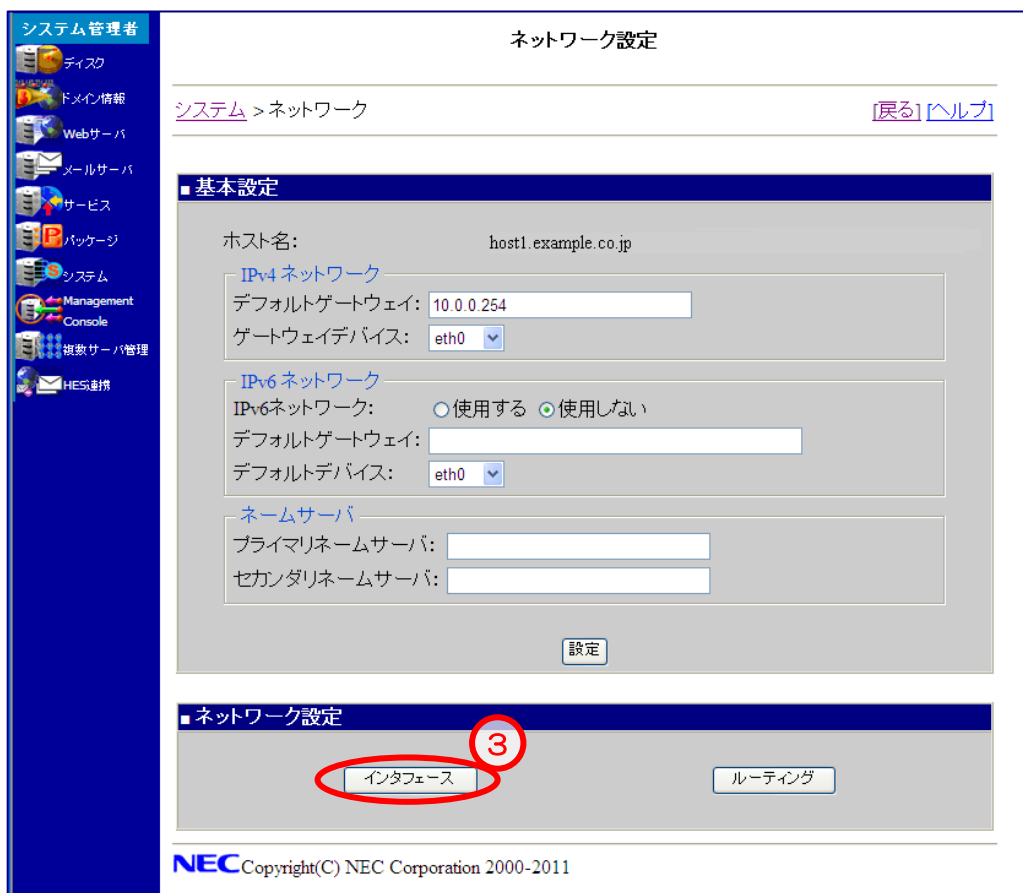 システム管理者
ディスク
ドメイン情報
Webサーバ
メールサーバ
サービス
パッケージ
システム
Management
Console
複数サーバ管理
HES連携
ネットワーク設定
システム >ネットワーク [戻る] [ヘルプ]
■基本設定
ホスト名: host1.example.co.jp
IPv4 ネットワーク
デフォルトゲートウェイ: 10.0.0.254
ゲートウェイデバイス: eth0
IPv6 ネットワーク
IPv6ネットワーク: 使用する 使用しない
デフォルトゲートウェイ:
デフォルトデバイス: eth0
ネームサーバ
プライマリネームサーバ:
セカンダリネームサーバ:
設定
■ネットワーク設定
3
インタフェース ルーティング
NEC Copyright(C) NEC Corporation 2000-2011